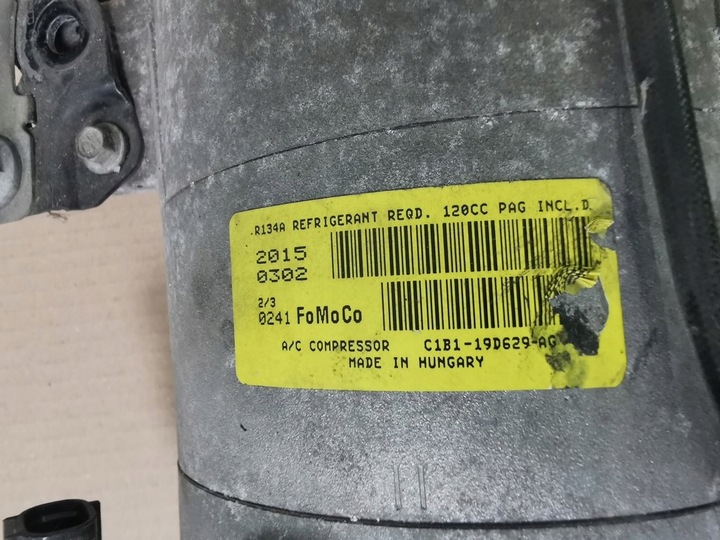 R134A REFRIGERANT REQD. 120CC PAG INCL.D
2015
0302
2/3
0241 FoMoCo
A/C COMPRESSOR C1B1-19D629-AG
MADE IN HUNGARY